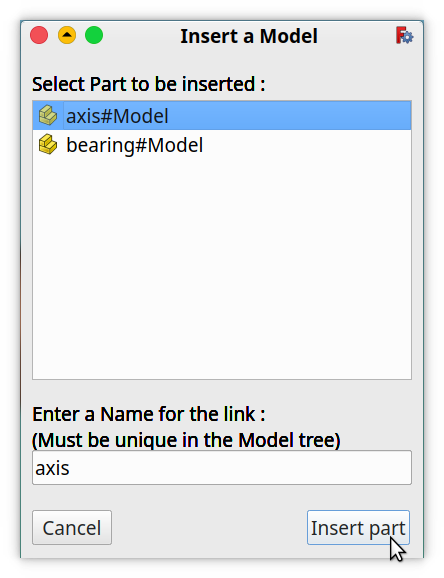 Insert a Model
Select Part to be inserted :
axis#Model
bearing#Model
Enter a Name for the link :
(Must be unique in the Model tree)
axis
Cancel
Insert part